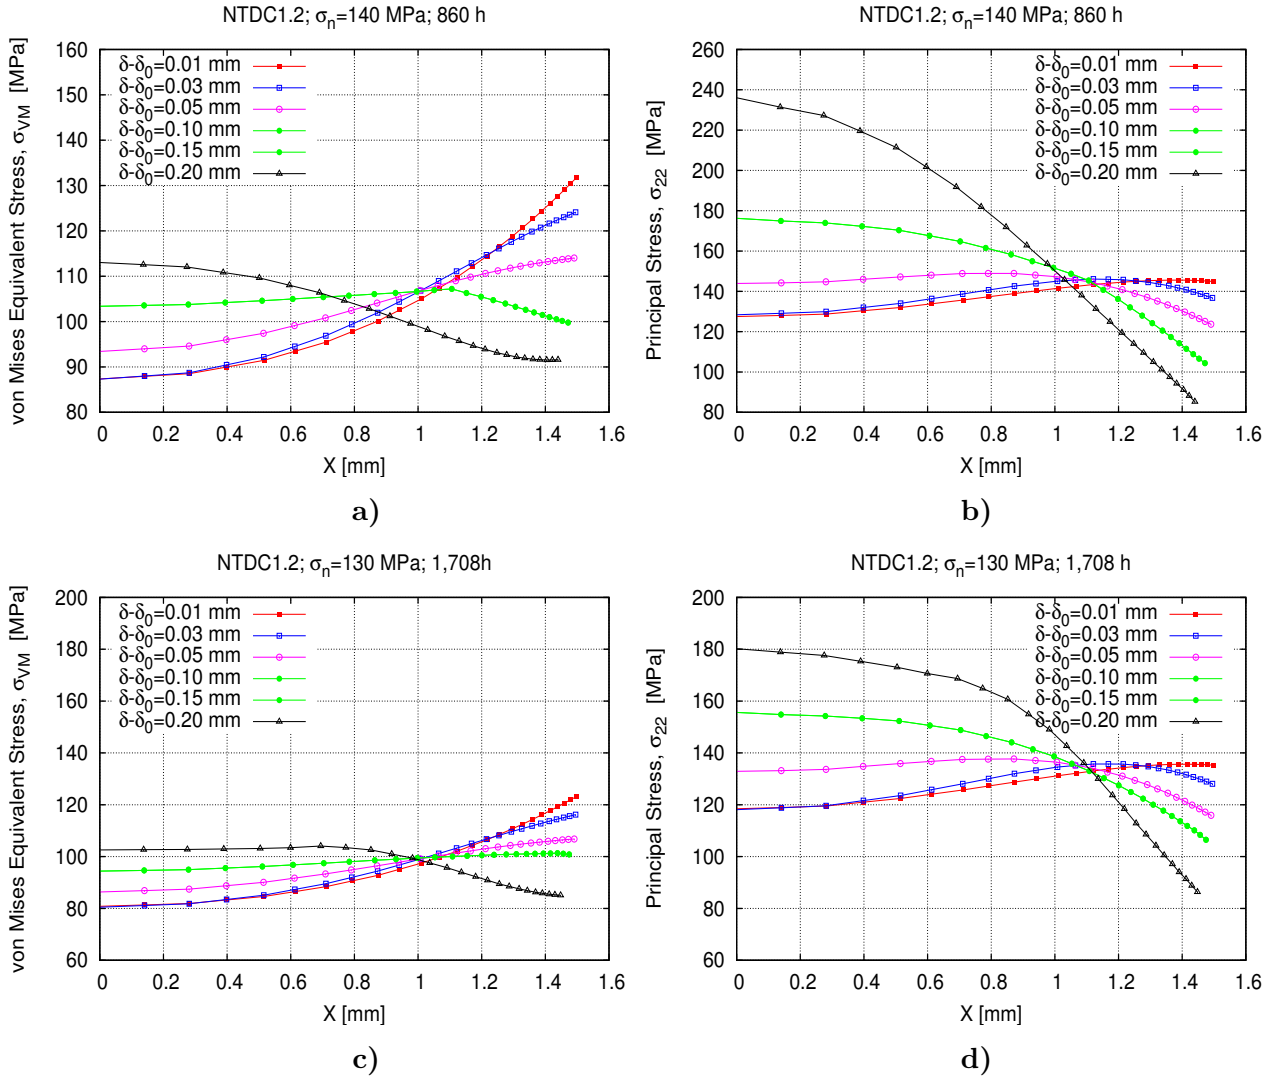 NTDC1.2; σn=140 MPa; 860 h
von Mises Equivalent Stress, σVM [MPa]
160
150
140
130
120
110
100
90
80
δ-δ0=0.01 mm
δ-δ0=0.03 mm
δ-δ0=0.05 mm
δ-δ0=0.10 mm
δ-δ0=0.15 mm
δ-δ0=0.20 mm
0 0.2 0.4 0.6 0.8 1 1.2 1.4 1.6
X [mm]
a)
NTDC1.2; σn=140 MPa; 860 h
Principal Stress, σ22 [MPa]
260
240
220
200
180
160
140
120
100
80
δ-δ0=0.01 mm
δ-δ0=0.03 mm
δ-δ0=0.05 mm
δ-δ0=0.10 mm
δ-δ0=0.15 mm
δ-δ0=0.20 mm
0 0.2 0.4 0.6 0.8 1 1.2 1.4 1.6
X [mm]
b)
NTDC1.2; σn=130 MPa; 1,708h
von Mises Equivalent Stress, σVM [MPa]
200
180
160
140
120
100
80
60
δ-δ0=0.01 mm
δ-δ0=0.03 mm
δ-δ0=0.05 mm
δ-δ0=0.10 mm
δ-δ0=0.15 mm
δ-δ0=0.20 mm
0 0.2 0.4 0.6 0.8 1 1.2 1.4 1.6
X [mm]
c)
NTDC1.2; σn=130 MPa; 1,708 h
Principal Stress, σ22 [MPa]
200
180
160
140
120
100
80
60
δ-δ0=0.01 mm
δ-δ0=0.03 mm
δ-δ0=0.05 mm
δ-δ0=0.10 mm
δ-δ0=0.15 mm
δ-δ0=0.20 mm
0 0.2 0.4 0.6 0.8 1 1.2 1.4 1.6
X [mm]
d)